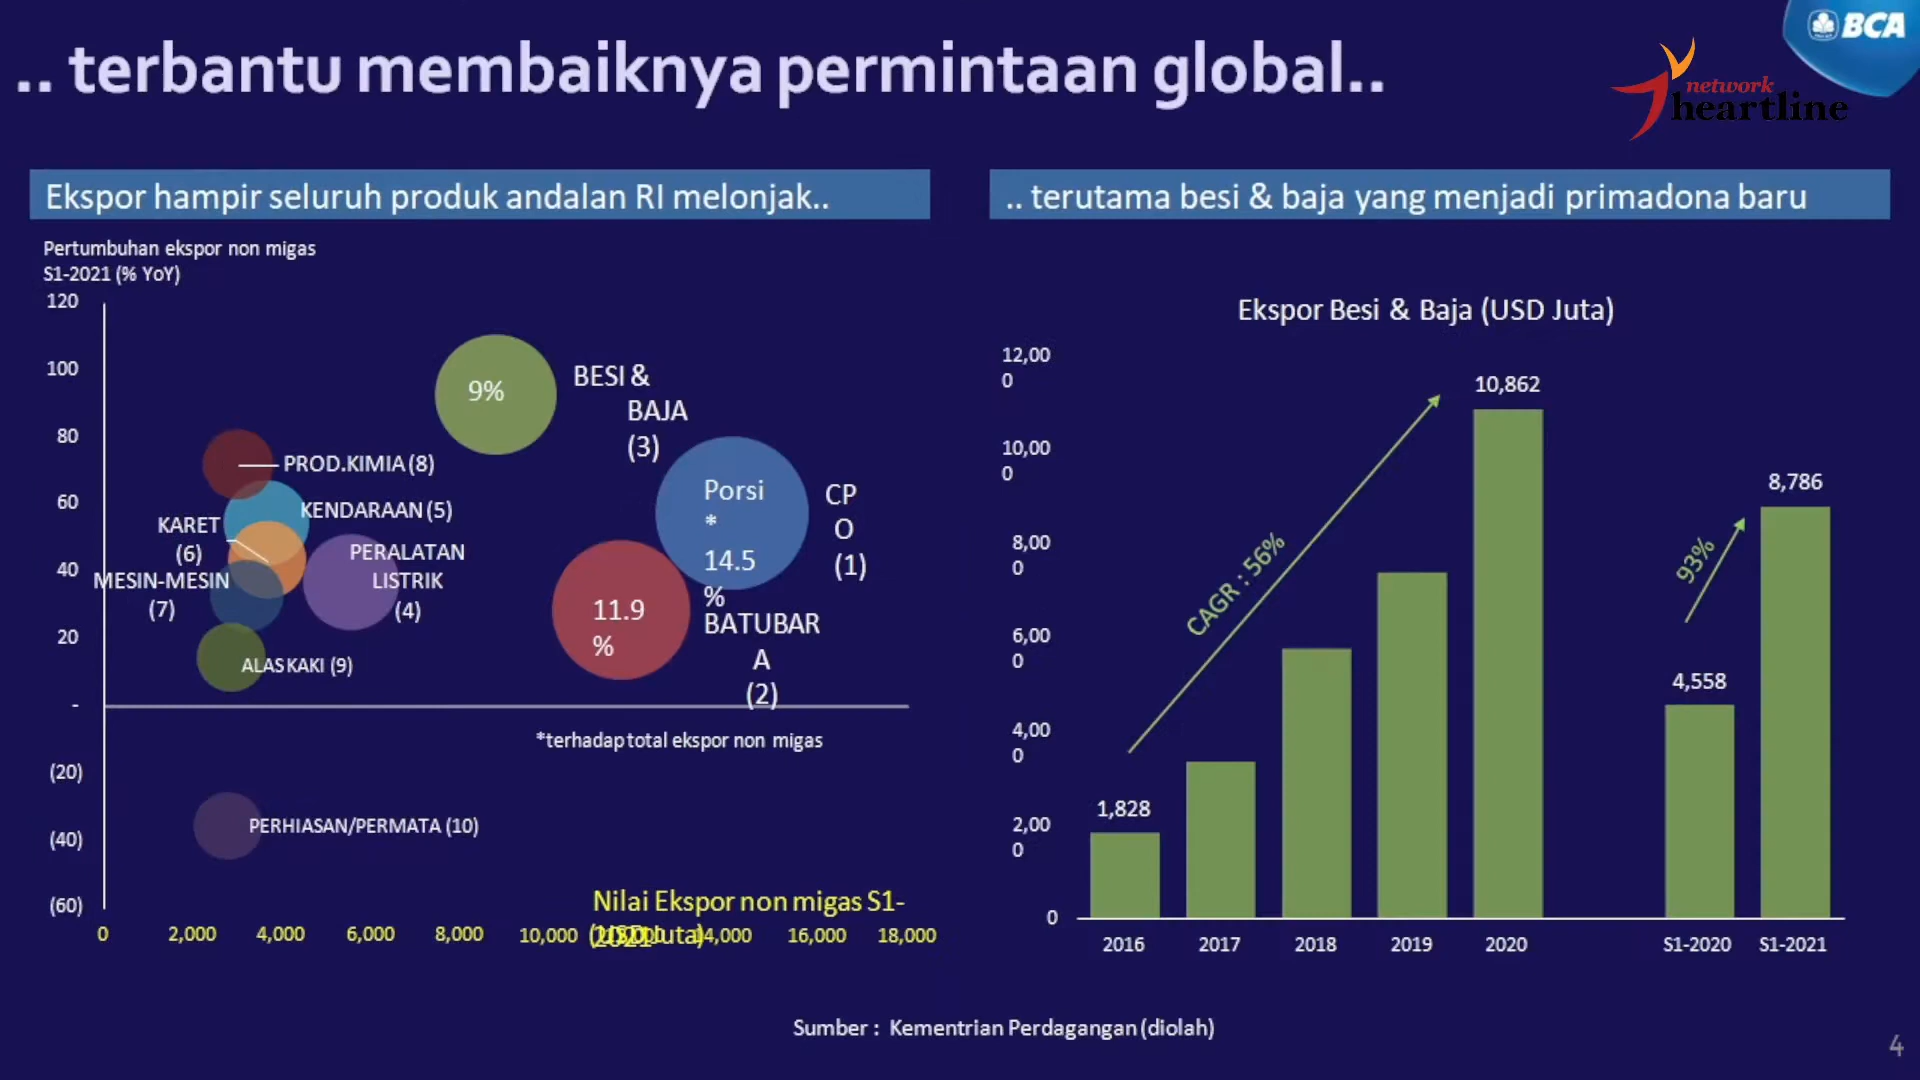 BCA
.. terbantu membaiknya permintaan global..
network
heartline
Ekspor hampir seluruh produk andalan RI melonjak..
Pertumbuhan ekspor non migas
S1-2021 (% YoY)
120
100
80
60
40
20
-
(20)
(40)
(60)
9%
BESI &
BAJA
(3)
PROD.KIMIA (8)
KENDARAAN (5)
KARET
(6)
PERALATAN
LISTRIK
(4)
MESIN-MESIN
(7)
ALAS KAKI (9)
Porsi
*
14.5
%
CP
O
(1)
11.9
%
BATUBAR
A
(2)
*terhadap total ekspor non migas
PERHIASAN/PERMATA (10)
Nilai Ekspor non migas S1-
2021
(USD Juta)
0 2,000 4,000 6,000 8,000 10,000 14,000 16,000 18,000
.. terutama besi & baja yang menjadi primadona baru
Ekspor Besi & Baja (USD Juta)
12,00
0
10,00
0
8,00
0
6,00
0
4,00
0
2,00
0
0
1,828
CAGR : 56%
10,862
4,558
93%
8,786
2016 2017 2018 2019 2020 S1-2020 S1-2021
Sumber : Kementrian Perdagangan (diolah)
4